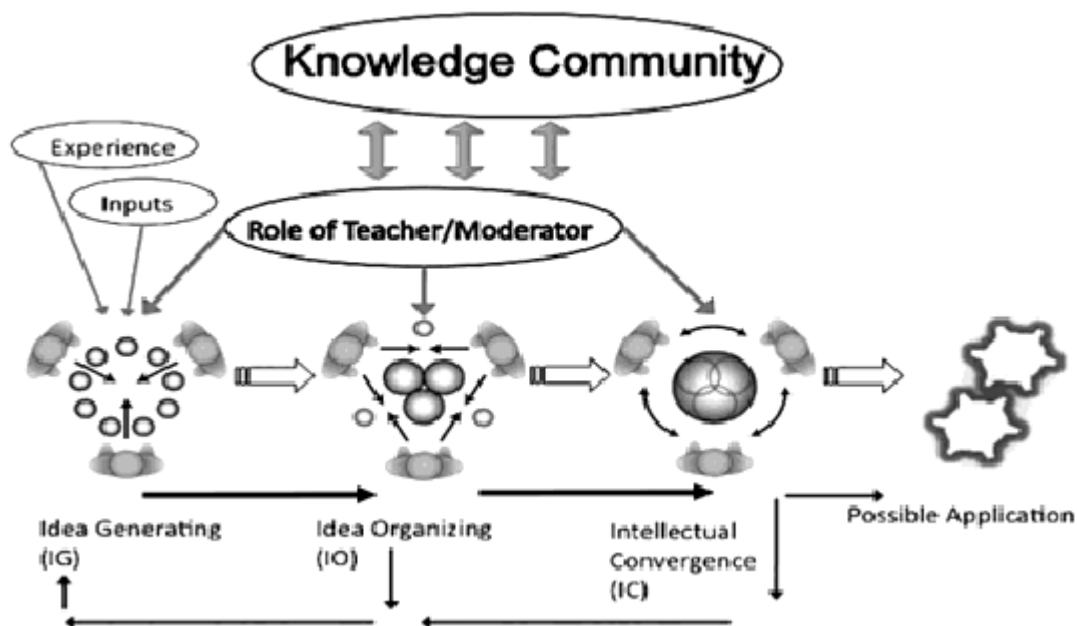 Knowledge Community
Experience
Inputs
Role of Teacher/Moderator
Idea Generating
(IG)
Idea Organizing
(IO)
Intellectual
Convergence
(IC)
Possible Application